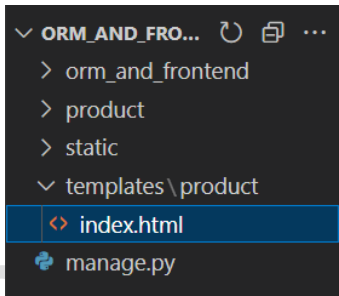 ORM_AND_FRO...
orm_and_frontend
product
static
templates\product
index.html
manage.py